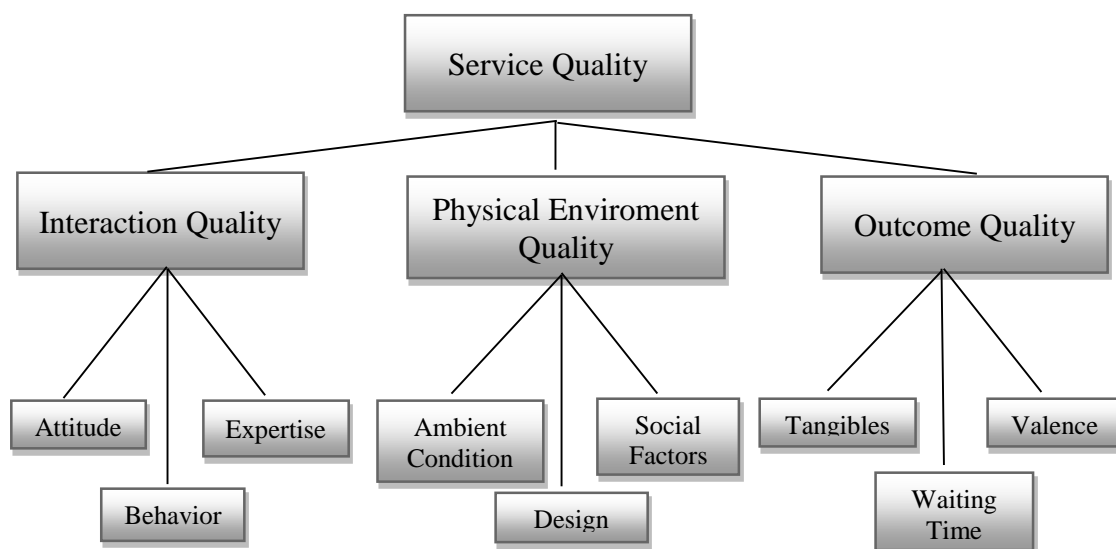 Service Quality
Interaction Quality
Physical Enviroment
Quality
Outcome Quality
Attitude
Expertise
Behavior
Ambient
Condition
Social
Factors
Design
Tangibles
Valence
Waiting
Time